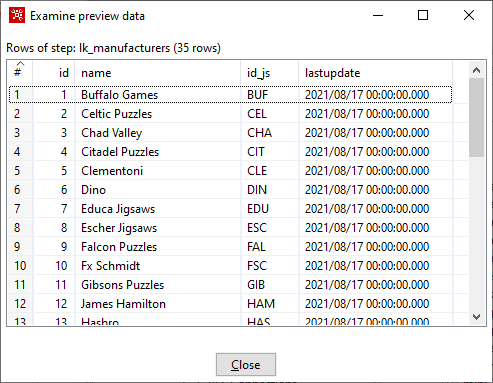 Examine preview data
Rows of step: lk_manufacturers (35 rows)
# id name id_js lastupdate
1 1 Buffalo Games BUF 2021/08/17 00:00:00.000
2 2 Celtic Puzzles CEL 2021/08/17 00:00:00.000
3 3 Chad Valley CHA 2021/08/17 00:00:00.000
4 4 Citadel Puzzles CIT 2021/08/17 00:00:00.000
5 5 Clementoni CLE 2021/08/17 00:00:00.000
6 6 Dino DIN 2021/08/17 00:00:00.000
7 7 Educa Jigsaws EDU 2021/08/17 00:00:00.000
8 8 Escher Jigsaws ESC 2021/08/17 00:00:00.000
9 9 Falcon Puzzles FAL 2021/08/17 00:00:00.000
10 10 Fx Schmidt FSC 2021/08/17 00:00:00.000
11 11 Gibsons Puzzles GIB 2021/08/17 00:00:00.000
12 12 James Hamilton HAM 2021/08/17 00:00:00.000
13 13 Hasbro HAS 2021/08/17 00:00:00.000
Close